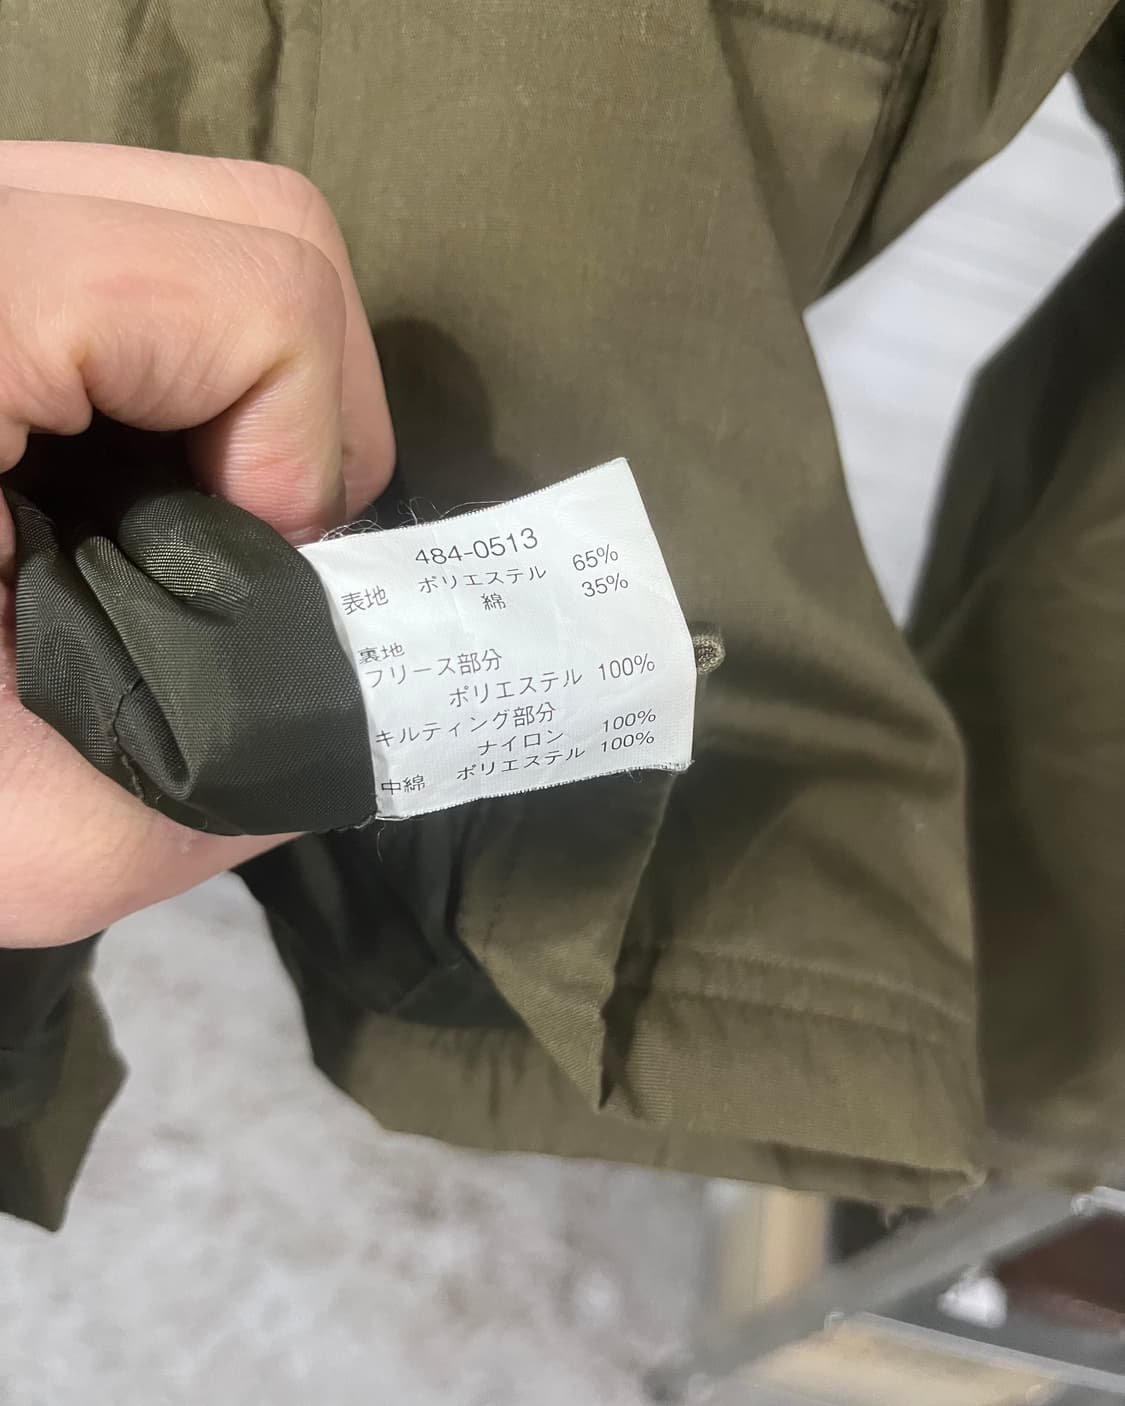 484-0513
表地 ポリエステル 65%
綿 35%
裏地
フリース部分
ポリエステル 100%
キルティング部分
ナイロン 100%
中綿 ポリエステル 100%